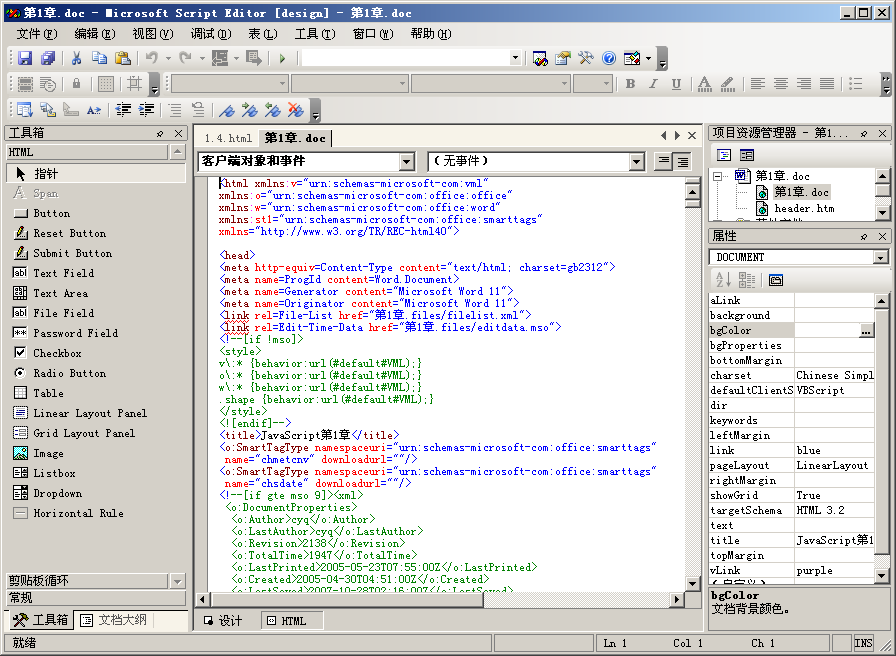 第1章.doc - Microsoft Script Editor [design] - 第1章.doc
文件(F) 编辑(E) 视图(V) 调试(D) 表(L) 工具(T) 窗口(W) 帮助(H)
B I U A
工具箱
HTML
指针
Span
Button
Reset Button
Submit Button
Text Field
Text Area
File Field
Password Field
Checkbox
Radio Button
Table
Linear Layout Panel
Grid Layout Panel
Image
Listbox
Dropdown
Horizontal Rule
剪贴板循环
常规
工具箱 文档大纲
1.4.html 第1章.doc
客户端对象和事件 (无事件)
<html xmlns:v="urn:schemas-microsoft-com:vml"
xmlns:o="urn:schemas-microsoft-com:office:office"
xmlns:w="urn:schemas-microsoft-com:office:word"
xmlns:st1="urn:schemas-microsoft-com:office:smarttags"
xmlns="http://www.w3.org/TR/REC-html40">
<head>
<meta http-equiv=Content-Type content="text/html; charset=gb2312">
<meta name=ProgId content=Word.Document>
<meta name=Generator content="Microsoft Word 11">
<meta name=Originator content="Microsoft Word 11">
<link rel=File-List href="第1章.files/filelist.xml">
<link rel=Edit-Time-Data href="第1章.files/editdata.mso">
<!--[if !mso]>
<style>
v\:* {behavior:url(#default#VML);}
o\:* {behavior:url(#default#VML);}
w\:* {behavior:url(#default#VML);}
.shape {behavior:url(#default#VML);}
</style>
<![endif]-->
<title>JavaScript第1章</title>
<o:SmartTagType namespaceuri="urn:schemas-microsoft-com:office:smarttags"
name="chmetcnv" downloadurl=""/>
<o:SmartTagType namespaceuri="urn:schemas-microsoft-com:office:smarttags"
name="chsdate" downloadurl=""/>
<!--[if gte mso 9]><xml>
<o:DocumentProperties>
<o:Author>cyq</o:Author>
<o:LastAuthor>cyq</o:LastAuthor>
<o:Revision>2138</o:Revision>
<o:TotalTime>1947</o:TotalTime>
<o:LastPrinted>2005-05-23T07:55:00Z</o:LastPrinted>
<o:Created>2005-04-30T04:51:00Z</o:Created>
<o:LastSaved>2007-10-28T02:16:00Z</o:LastSaved>
设计 HTML
项目资源管理器 - 第1...
第1章.doc
第1章.doc
header.htm
属性
DOCUMENT
aLink
background
bgColor ...
bgProperties
bottomMargin
charset Chinese Simpl
defaultClientS VBScript
dir
keywords
leftMargin
link blue
pageLayout LinearLayout
rightMargin
showGrid True
targetSchema HTML 3.2
text
title JavaScript第1
topMargin
vLink purple
(自定义)
bgColor
文档背景颜色。
就绪 Ln 1 Col 1 Ch 1 INS